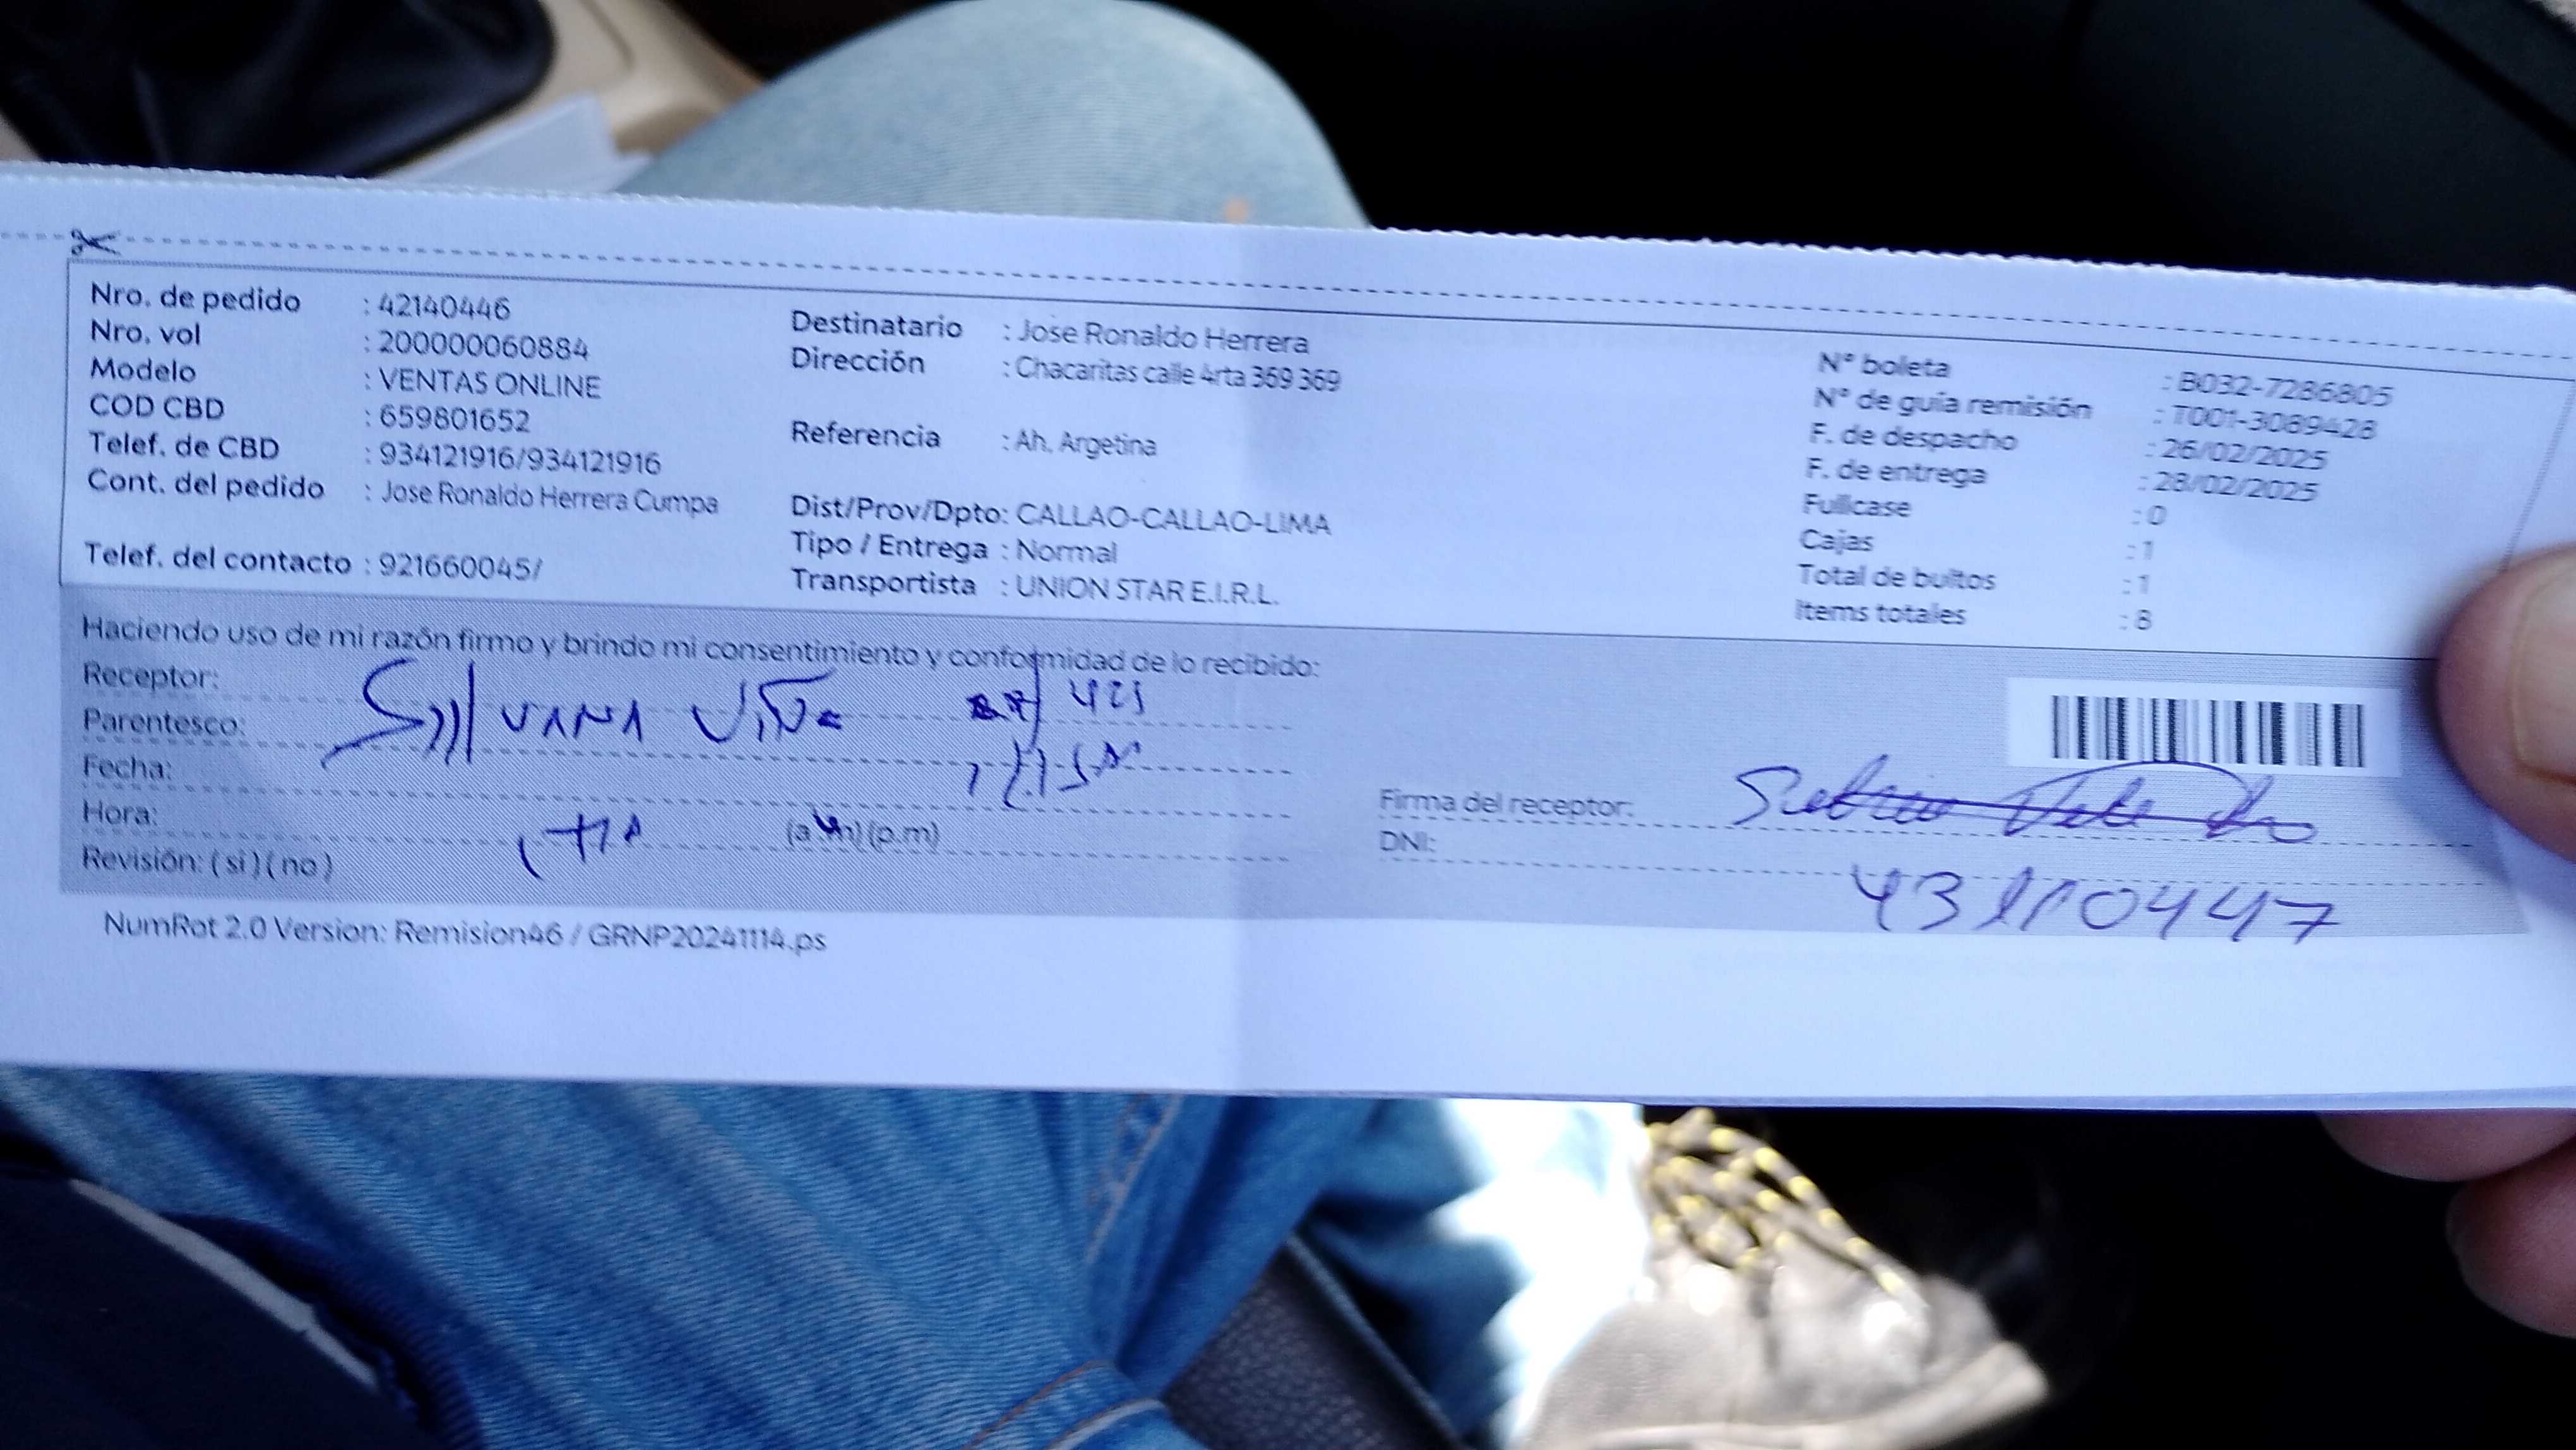 Nro. de pedido : 42140446
Nro. vol : 200000060884
Modelo : VENTAS ONLINE
COD CBD : 659801652
Telef. de CBD : 934121916/934121916
Cont. del pedido : Jose Ronaldo Herrera Cumpa
Telef. del contacto : 921660045/
Destinatario : Jose Ronaldo Herrera
Dirección : Chacaritas calle 4rta 369 369
Referencia : Ah. Argetina
Dist/Prov/Dpto: CALLAO-CALLAO-LIMA
Tipo / Entrega : Normal
Transportista : UNION STAR E.I.R.L.
N° boleta : B032-7286805
N° de guía remisión : T001-3089428
F. de despacho : 26/02/2025
F. de entrega : 28/02/2025
Fullcase : 0
Cajas : 1
Total de bultos : 1
Items totales : 8
Haciendo uso de mi razón firmo y brindo mi consentimiento y conformidad de lo recibido:
Receptor:
Parentesco: SILVANA
Fecha:
Hora: (a.m)(p.m)
Revisión: (si)(no)
Firma del receptor:
DNI:
NumRot 2.0 Version: Remision46 / GRNP20241114.ps